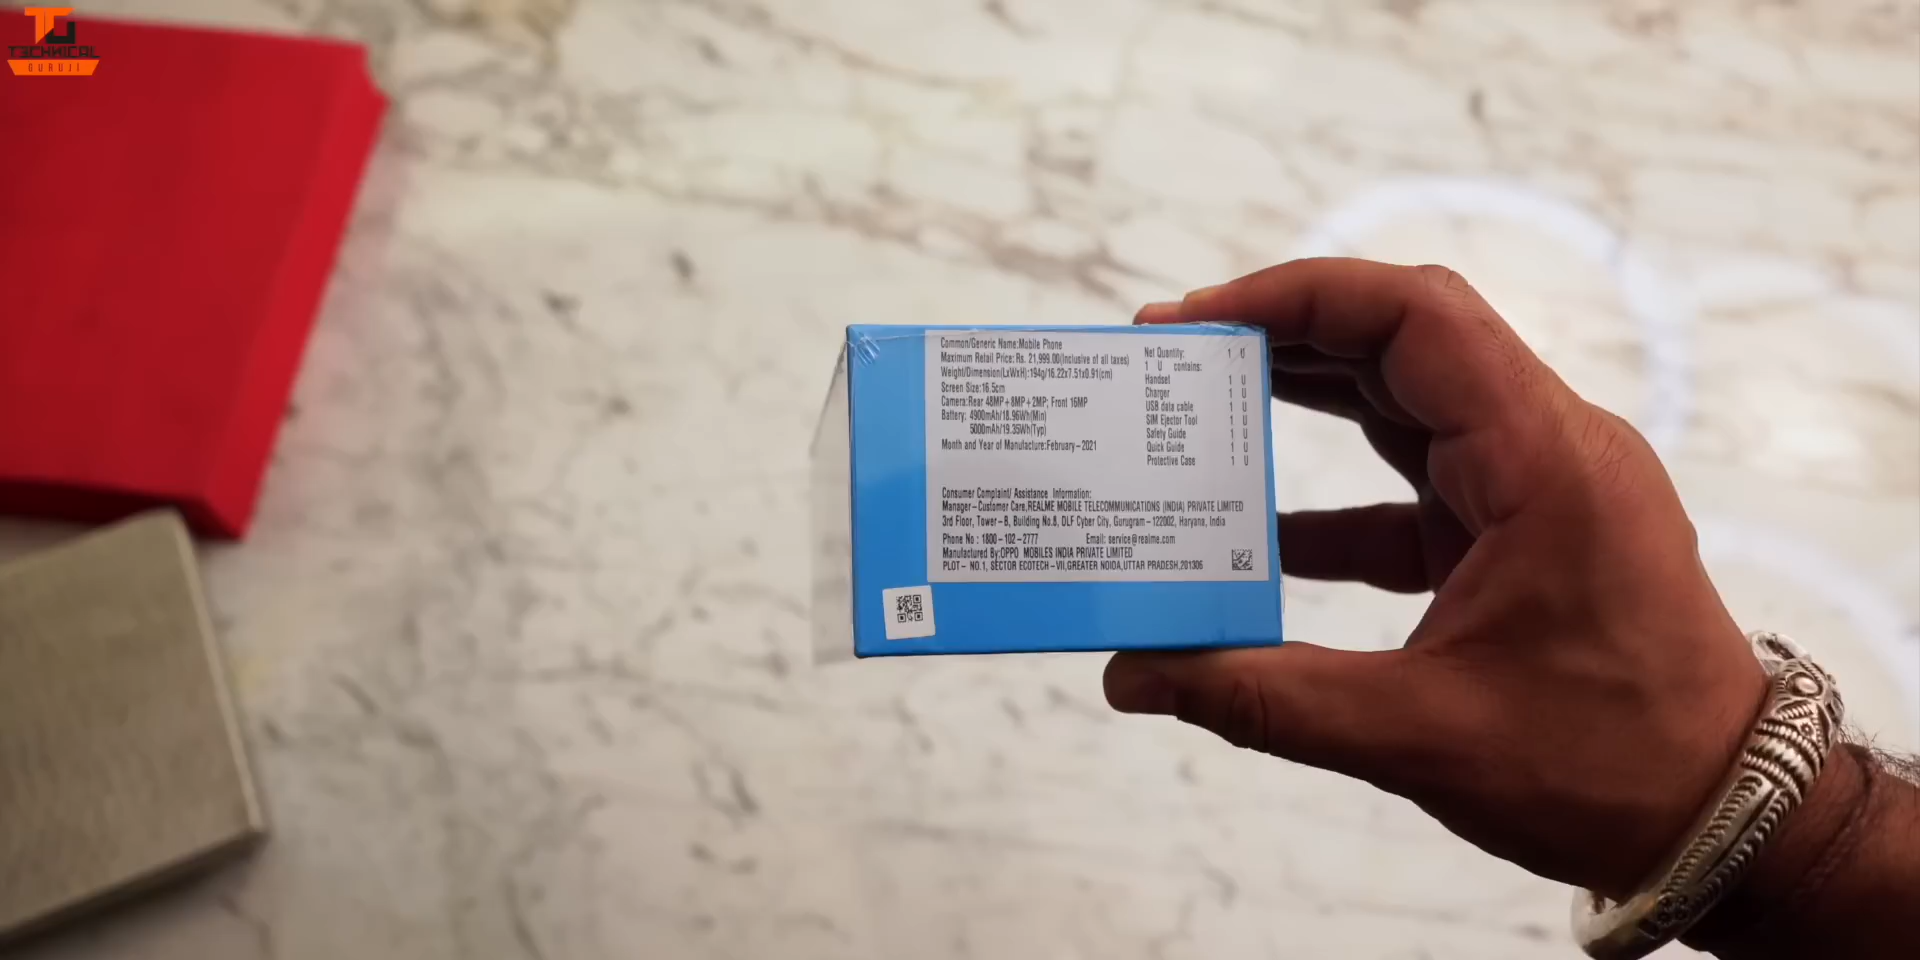 TECHNICAL
GURUJI
Common/Generic Name:Mobile Phone
Maximum Retail Price: Rs. 21,999.00(Inclusive of all taxes)
Weight/Dimension(LxWxH):194g/16.22x7.51x0.91(cm)
Screen Size:16.5cm
Camera:Rear 48MP+8MP+2MP; Front 16MP
Battery: 4900mAh/18.96Wh(Min)
5000mAh/19.35Wh(Typ)
Month and Year of Manufacture:February-2021
Net Quantity: 1 U
1 U contains:
Handset 1 U
Charger 1 U
USB data cable 1 U
SIM Ejector Tool 1 U
Safety Guide 1 U
Quick Guide 1 U
Protective Case 1 U
Consumer Complaint/ Assistance Information:
Manager-Customer Care,REALME MOBILE TELECOMMUNICATIONS (INDIA) PRIVATE LIMITED
3rd Floor, Tower-B, Building No.8, DLF Cyber City, Gurugram-122002, Haryana, India
Phone No : 1800-102-2777 Email: service@realme.com
Manufactured By:OPPO MOBILES INDIA PRIVATE LIMITED
PLOT- NO.1, SECTOR ECOTECH-VII,GREATER NOIDA,UTTAR PRADESH,201306